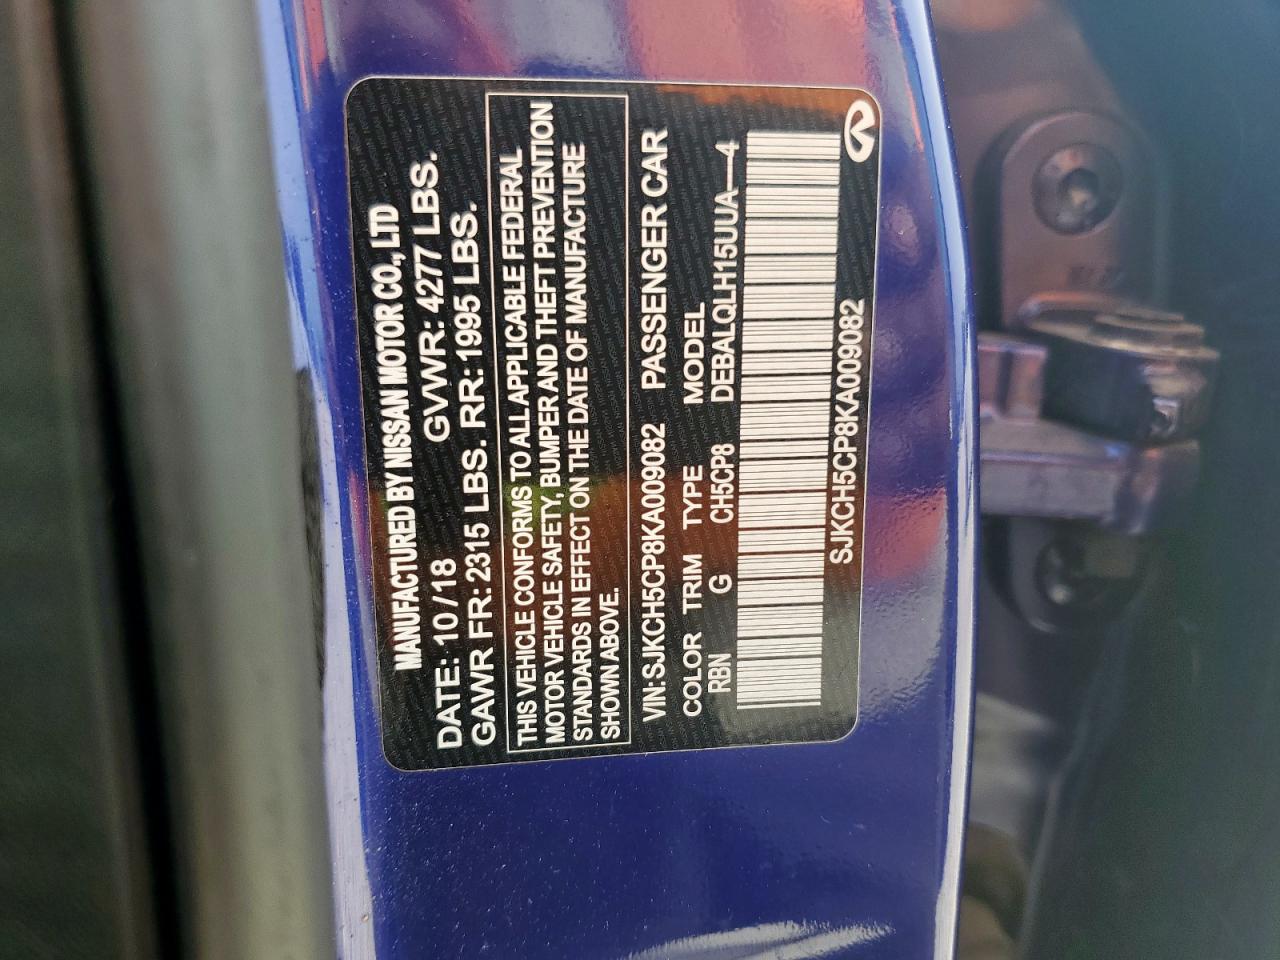 MANUFACTURED BY NISSAN MOTOR CO., LTD
DATE: 10/18 GVWR: 4277 LBS.
GAWR FR: 2315 LBS. RR: 1995 LBS.
THIS VEHICLE CONFORMS TO ALL APPLICABLE FEDERAL
MOTOR VEHICLE SAFETY, BUMPER AND THEFT PREVENTION
STANDARDS IN EFFECT ON THE DATE OF MANUFACTURE
SHOWN ABOVE.
VIN: SJKCH5CP8KA009082 PASSENGER CAR
COLOR TRIM TYPE MODEL
RBN G CH5CP8 DEBALQLH15UUA—4
SJKCH5CP8KA009082